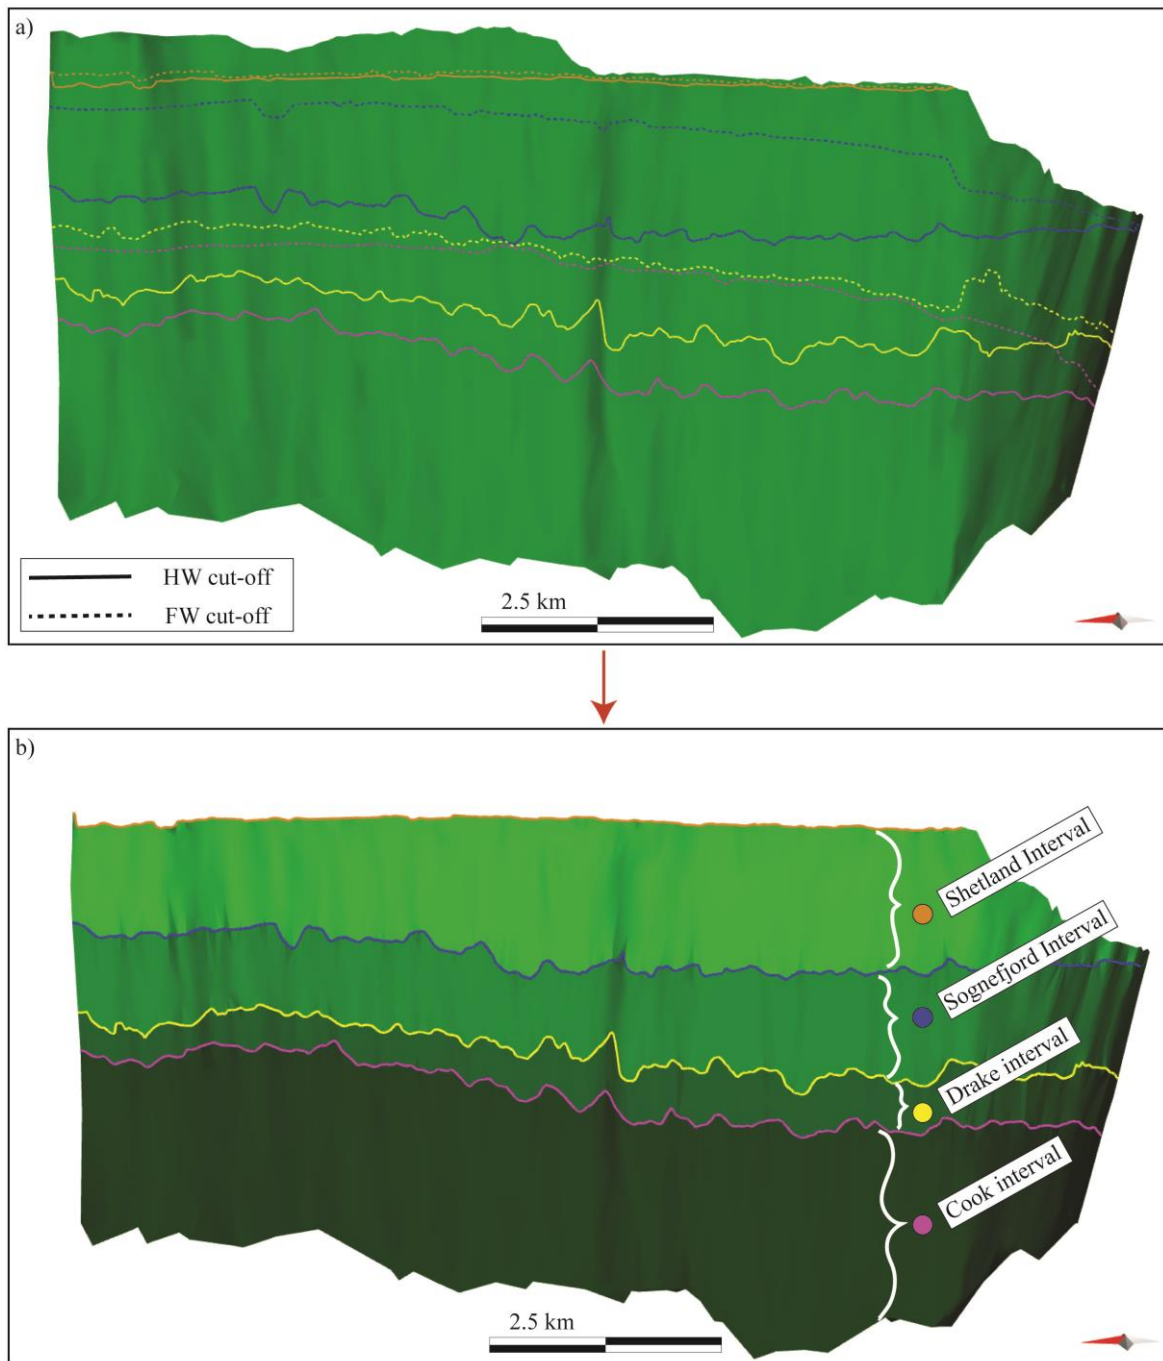 a)
HW cut-off
FW cut-off
2.5 km
b)
Shetland Interval
Sognefjord Interval
Drake interval
Cook interval
2.5 km